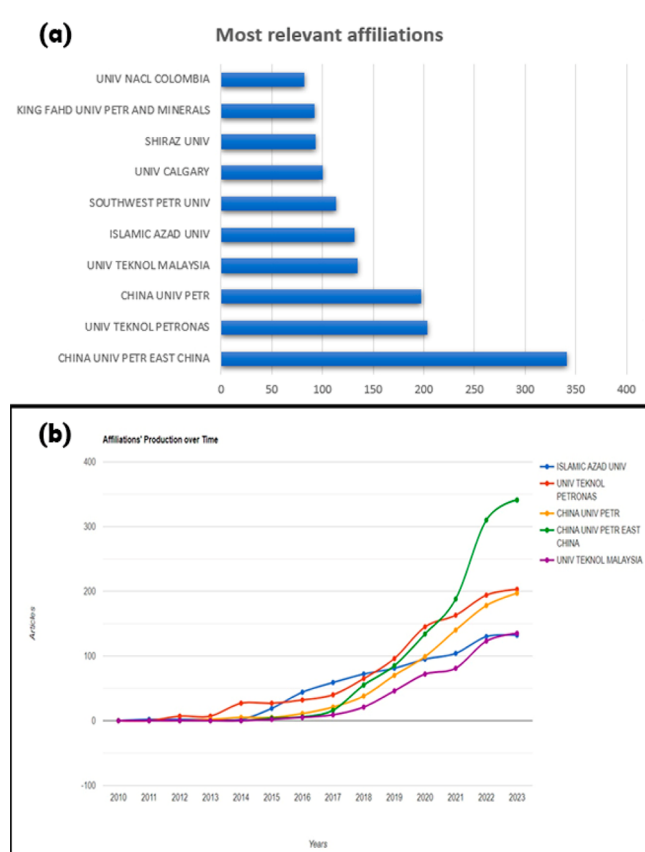 (a)
Most relevant affiliations
UNIV NACL COLOMBIA
KING FAHD UNIV PETR AND MINERALS
SHIRAZ UNIV
UNIV CALGARY
SOUTHWEST PETR UNIV
ISLAMIC AZAD UNIV
UNIV TEKNOL MALAYSIA
CHINA UNIV PETR
UNIV TEKNOL PETRONAS
CHINA UNIV PETR EAST CHINA
0 50 100 150 200 250 300 350 400
(b)
Affiliations' Production over Time
400
300
200
100
0
-100
Articles
2010 2011 2012 2013 2014 2015 2016 2017 2018 2019 2020 2021 2022 2023
Years
ISLAMIC AZAD UNIV
UNIV TEKNOL
PETRONAS
CHINA UNIV PETR
CHINA UNIV PETR EAST
CHINA
UNIV TEKNOL MALAYSIA